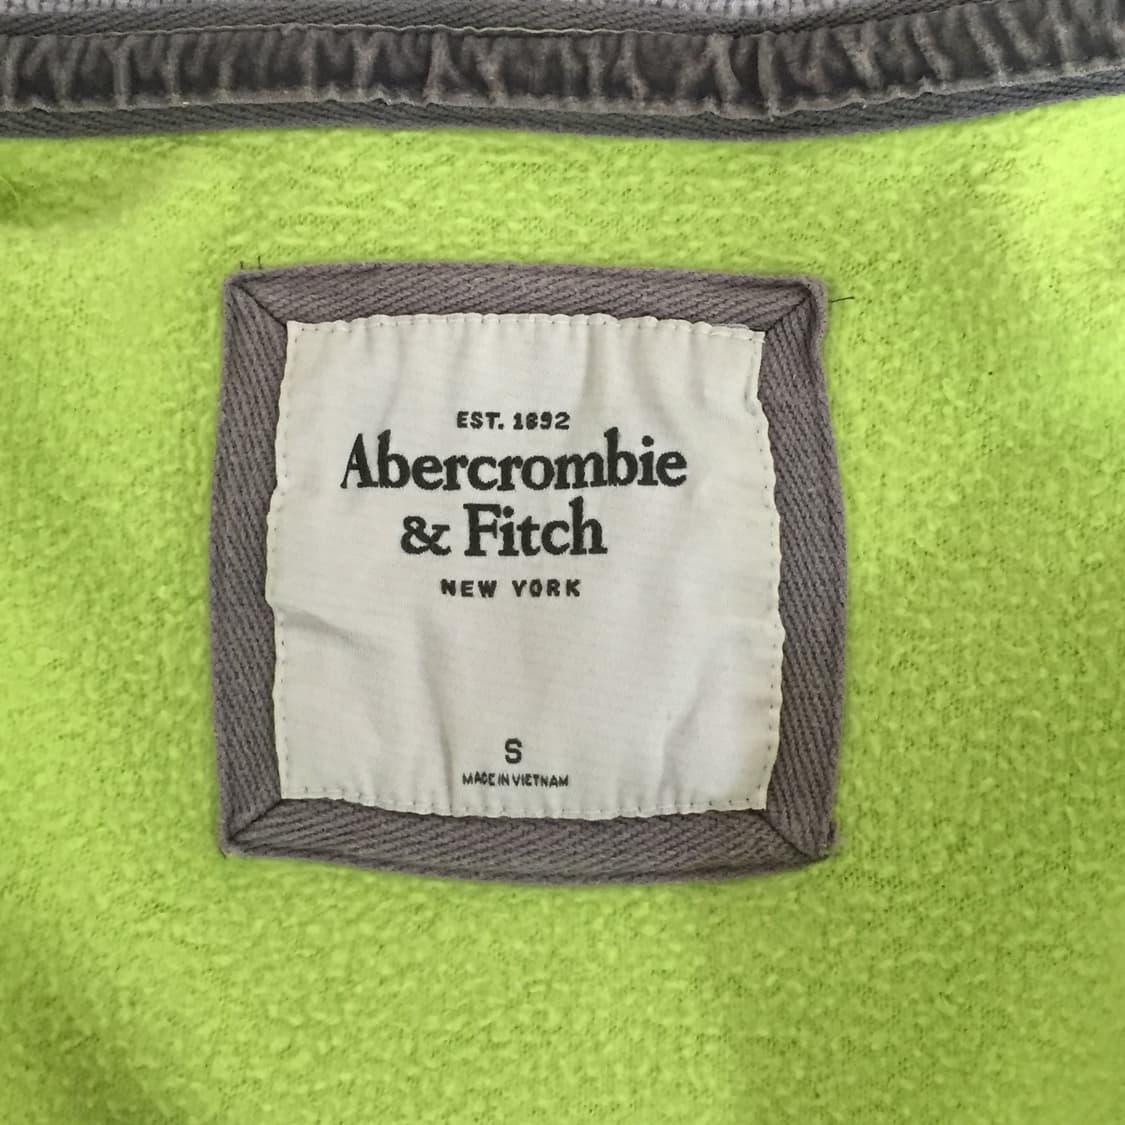 EST. 1892
Abercrombie
& Fitch
NEW YORK
S
MADE IN VIETNAM